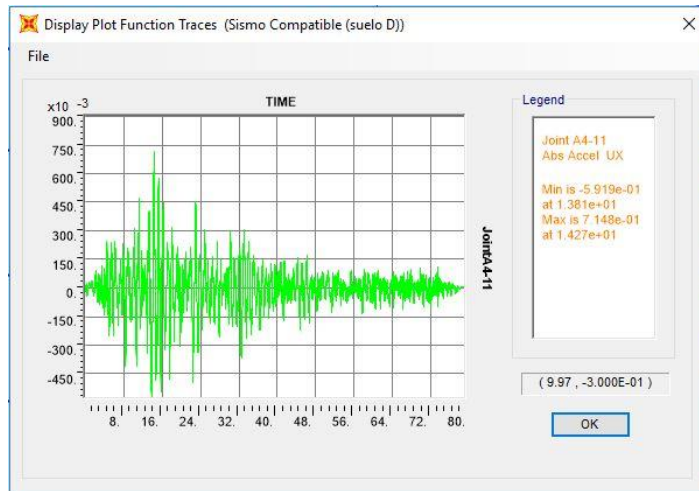 Display Plot Function Traces (Sismo Compatible (suelo D))
File
x10 -3
TIME
900.
750.
600.
450.
300.
150.
0.
-150.
-300.
-450.
8. 16. 24. 32. 40. 48. 56. 64. 72. 80.
JointA4-11
Legend
Joint A4-11
Abs Accel UX
Min is -5.919e-01
at 1.381e+01
Max is 7.148e-01
at 1.427e+01
( 9.97 , -3.000E-01 )
OK